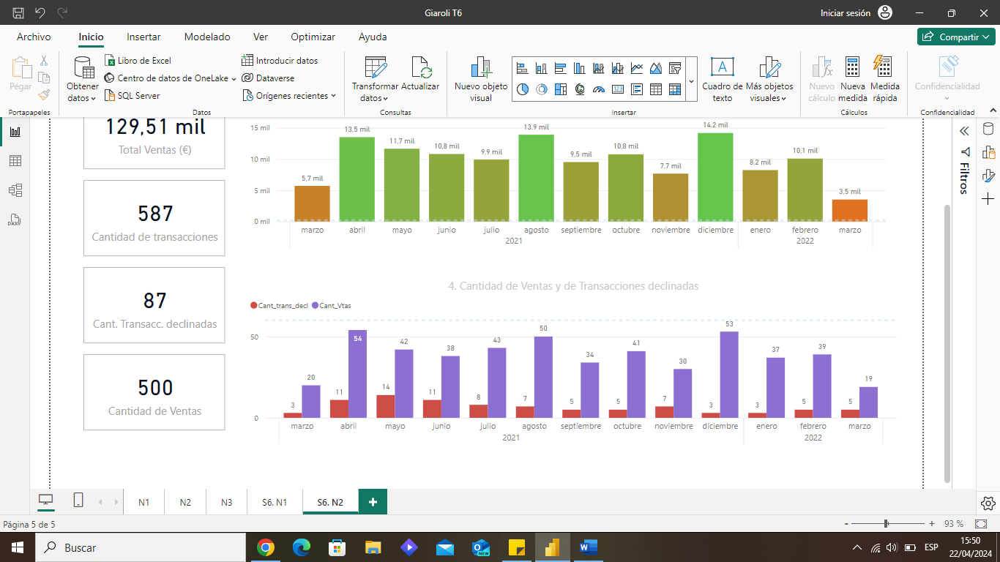 Giaroli T6
Iniciar sesión
Archivo Inicio Insertar Modelado Ver Optimizar Ayuda
Compartir
Pegar
Portapapeles
Obtener datos
Libro de Excel
Centro de datos de OneLake
SQL Server
Introducir datos
Dataverse
Orígenes recientes
Datos
Transformar datos
Actualizar
Consultas
Nuevo objeto visual
A
123
Cuadro de texto
Más objetos visuales
Insertar
Nuevo cálculo
Nueva medida
Medida rápida
Cálculos
Confidencialidad
Confidencialidad
DAX
129,51 mil
Total Ventas (€)
587
Cantidad de transacciones
87
Cant. Transacc. declinadas
500
Cantidad de Ventas
15 mil
10 mil
5 mil
0 mil
5,7 mil 13,5 mil 11,7 mil 10,8 mil 9,9 mil 13,9 mil 9,5 mil 10,8 mil 7,7 mil 14,2 mil 8,2 mil 10,1 mil 3,5 mil
marzo abril mayo junio julio agosto septiembre octubre noviembre diciembre enero febrero marzo
2021 2022
4. Cantidad de Ventas y de Transacciones declinadas
Cant_trans_decl Cant_Vtas
50
0
3 20 11 54 14 42 11 38 8 43 7 50 5 34 5 41 7 30 3 53 3 37 5 39 5 19
marzo abril mayo junio julio agosto septiembre octubre noviembre diciembre enero febrero marzo
2021 2022
Filtros
N1 N2 N3 S6. N1 S6. N2 +
Página 5 de 5
- + 93 %
Buscar
NEW
ESP
15:50
22/04/2024